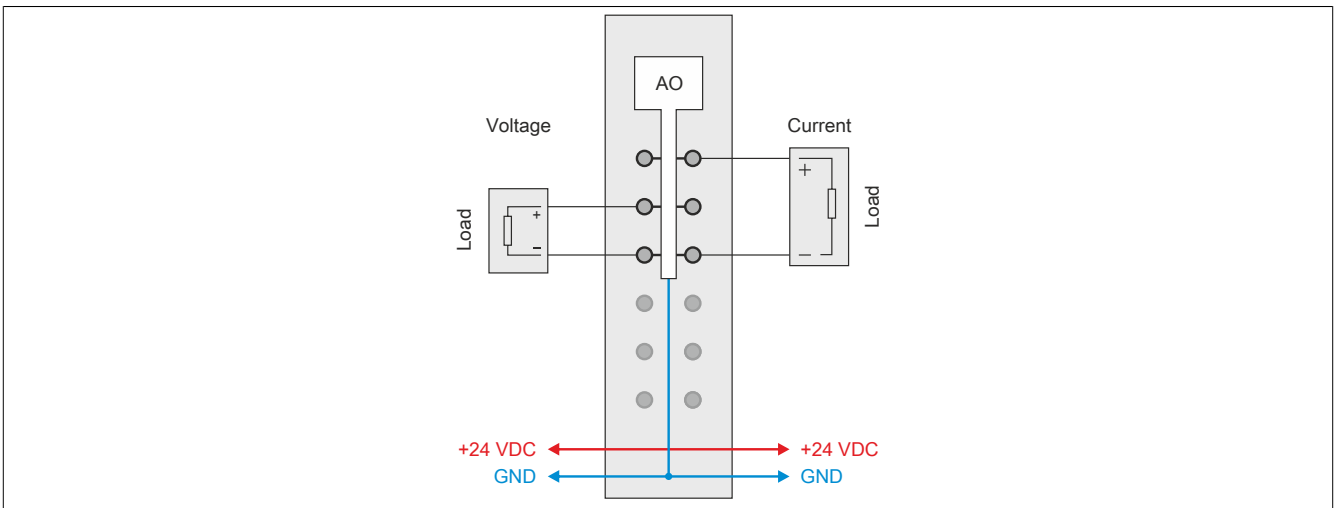 AO
Voltage
Current
+
Load
+
Load
-
-
+24 VDC
+24 VDC
GND
GND